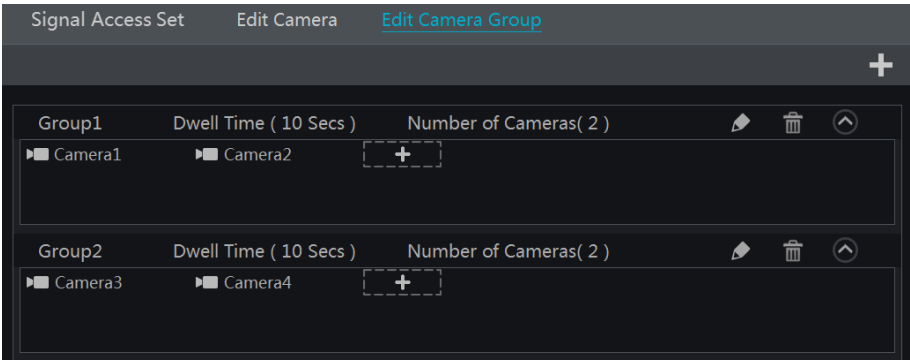 Signal Access Set Edit Camera Edit Camera Group
Group1 Dwell Time ( 10 Secs ) Number of Cameras( 2 )
Camera1 Camera2
Group2 Dwell Time ( 10 Secs ) Number of Cameras( 2 )
Camera3 Camera4